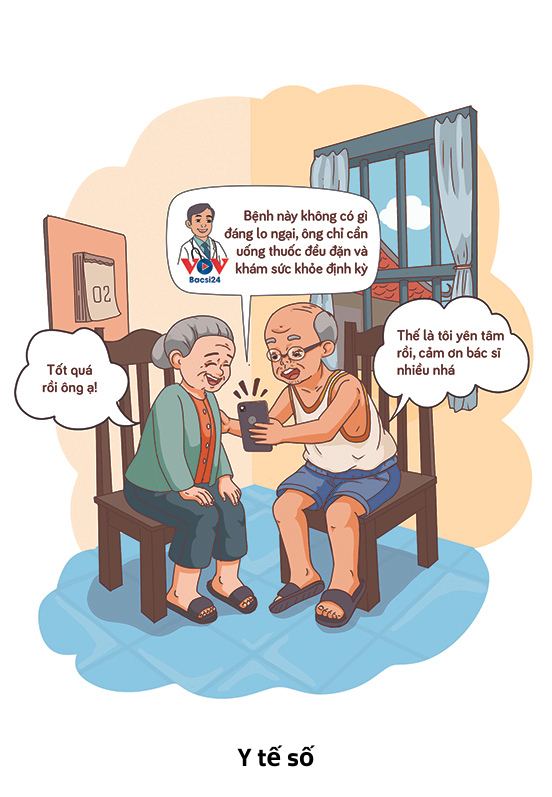 Bệnh này không có gì
đáng lo ngại, ông chỉ cần
uống thuốc đều đặn và
khám sức khỏe định kỳ
VOV
Bacsi24
02
Tốt quá
rồi ông ạ!
Thế là tôi yên tâm
rồi, cảm ơn bác sĩ
nhiều nhá
Y tế số